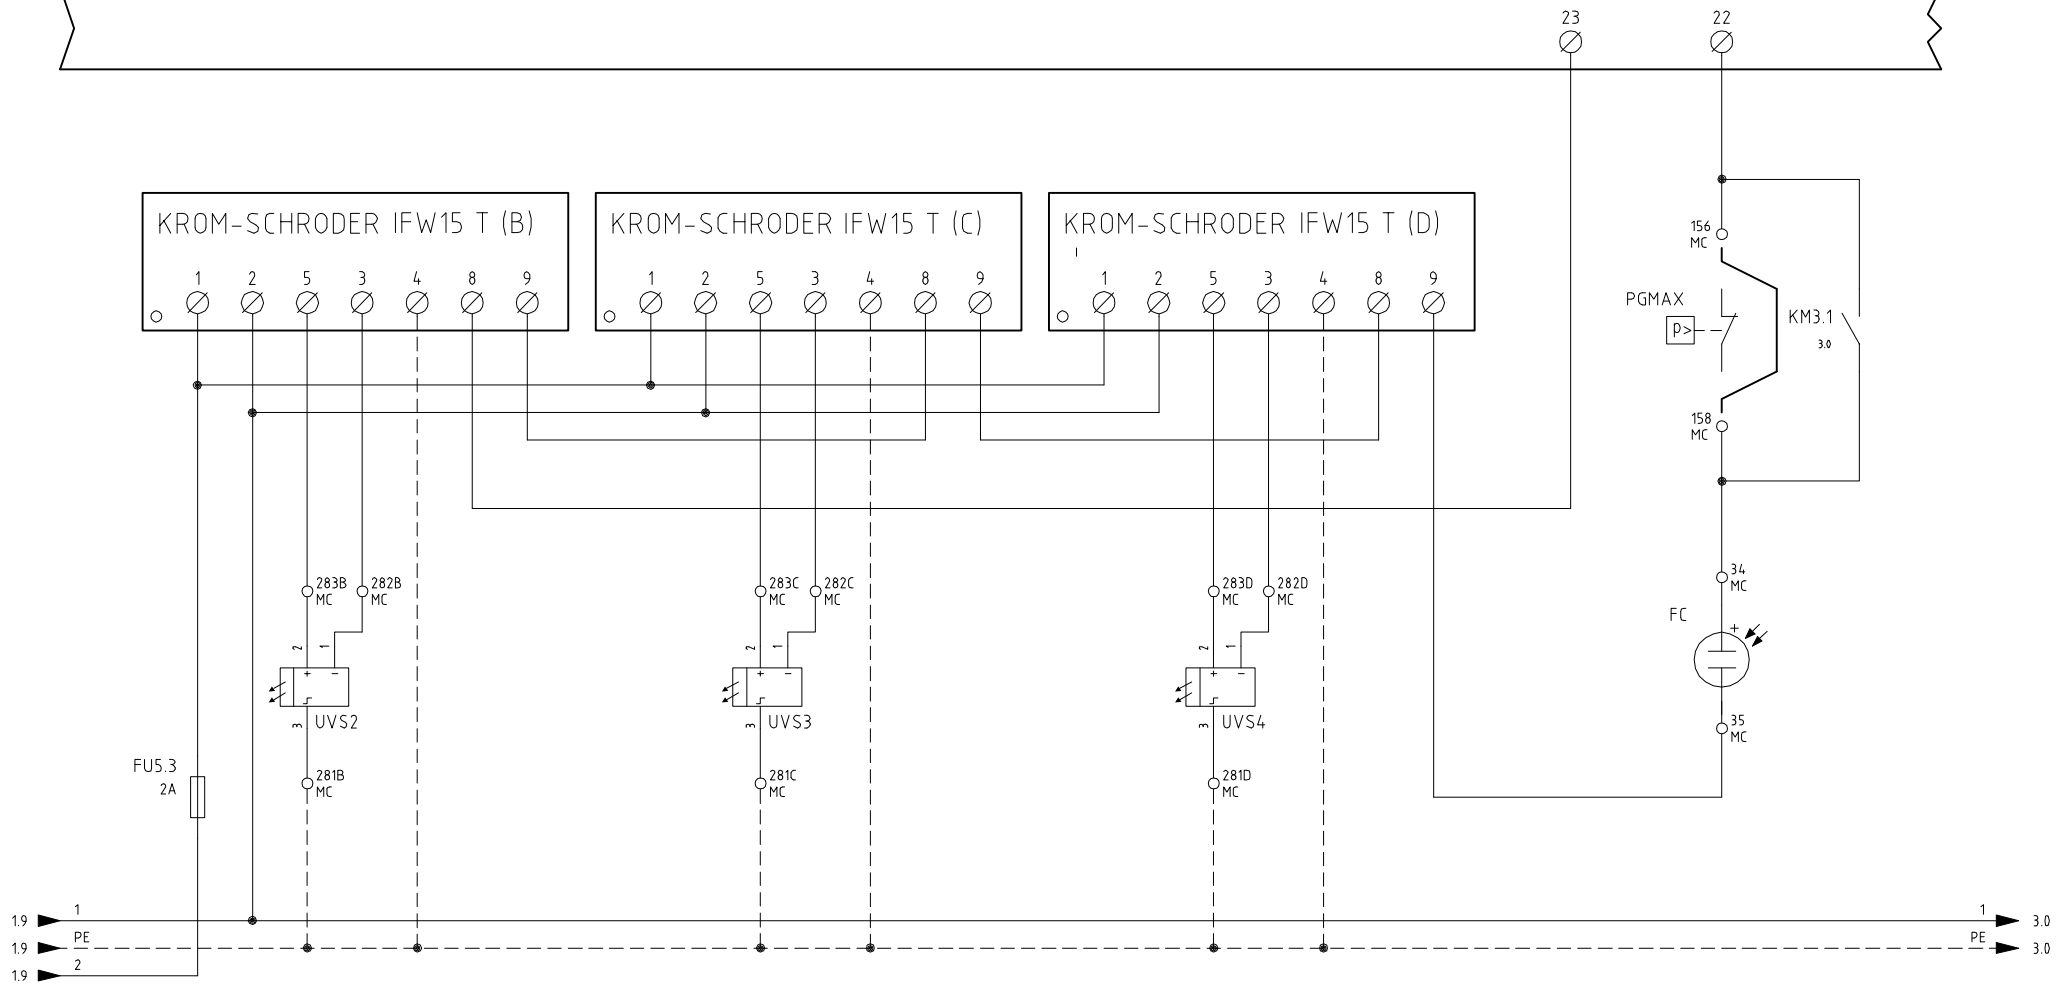 23 22
KROM-SCHRODER IFW15 T (B) KROM-SCHRODER IFW15 T (C) KROM-SCHRODER IFW15 T (D)
1 2 5 3 4 8 9 1 2 5 3 4 8 9 1 2 5 3 4 8 9
156
MC
PGMAX
P>
KM3.1
3.0
158
MC
283B 282B 283C 282C 283D 282D
MC MC MC MC MC MC
34
MC
FC
+
2 1 2 1 2 1
+ - + - + -
3 UVS2 3 UVS3 3 UVS4
35
MC
FU5.3
2A
281B 281C 281D
MC MC MC
1.9 1 1 3.0
1.9 PE PE 3.0
1.9 2